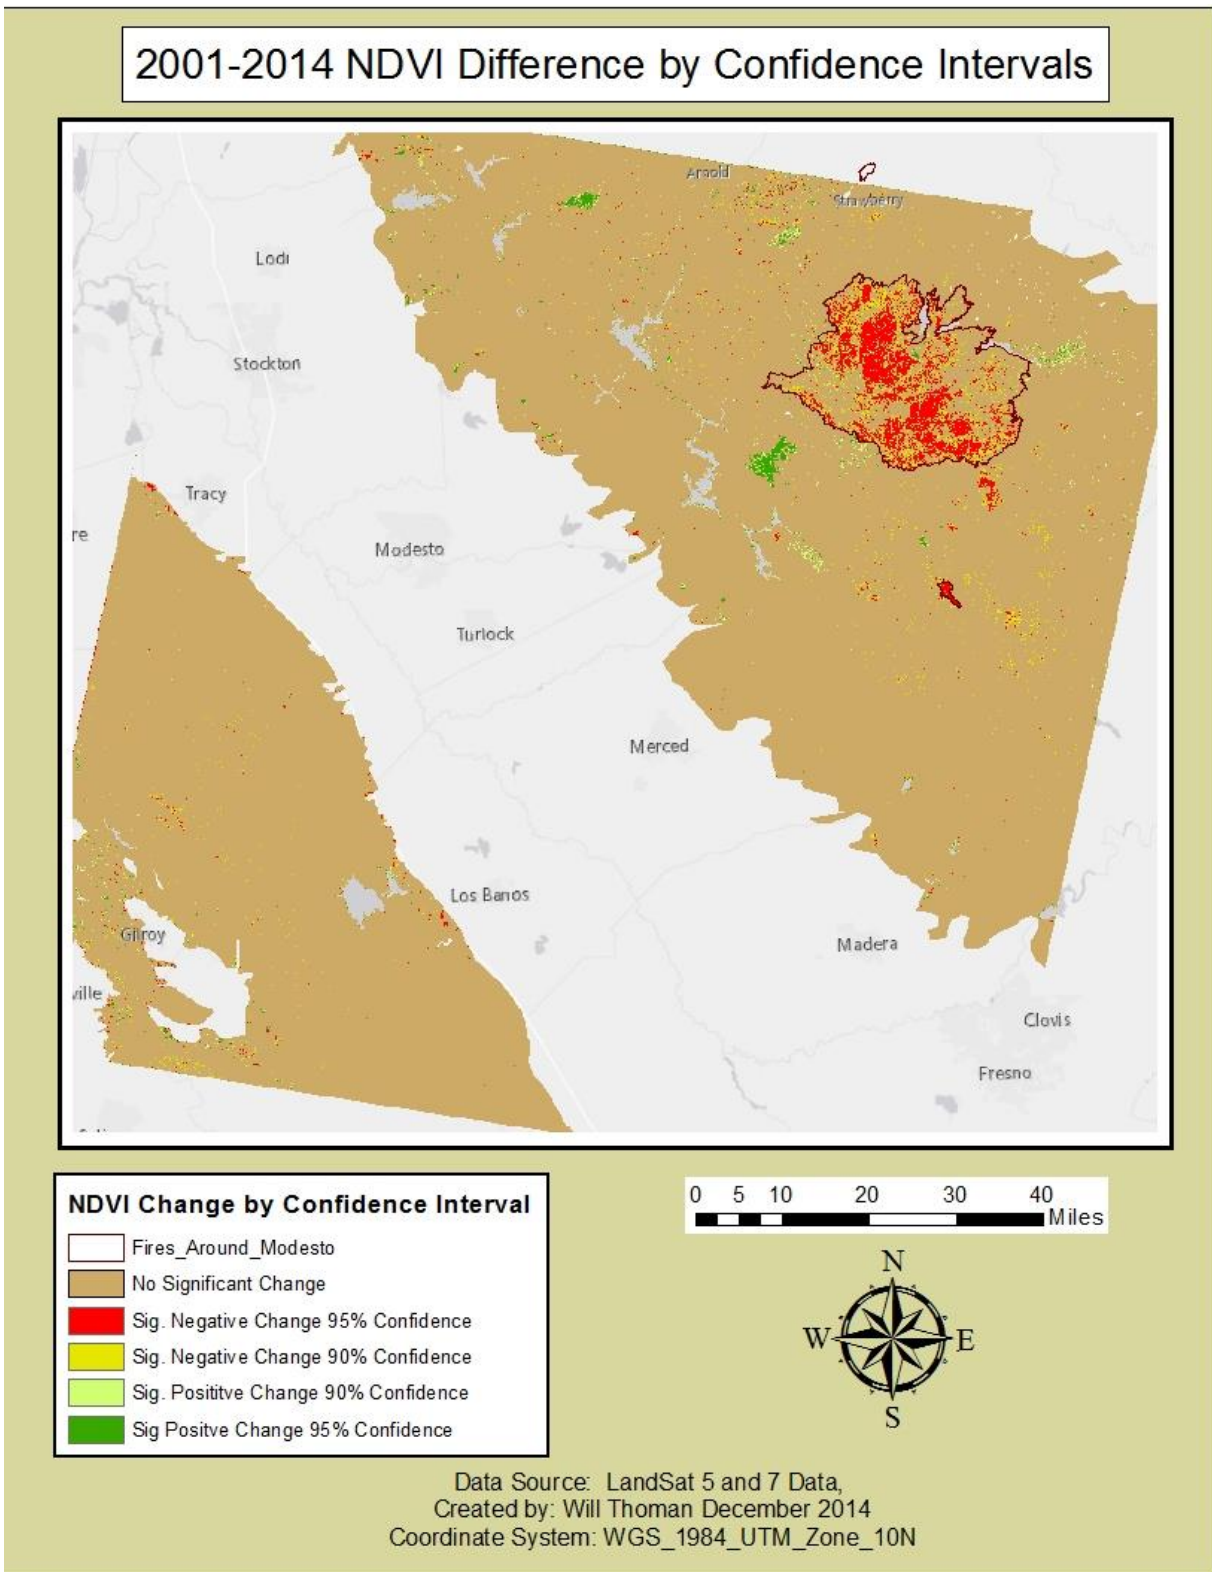 2001-2014 NDVI Difference by Confidence Intervals
Arnold
Strawberry
Lodi
Stockton
Tracy
re
Modesto
Turlock
Merced
Los Banos
Gilroy
Madera
ville
Clovis
Fresno
NDVI Change by Confidence Interval
Fires_Around_Modesto
No Significant Change
Sig. Negative Change 95% Confidence
Sig. Negative Change 90% Confidence
Sig. Posititve Change 90% Confidence
Sig Positve Change 95% Confidence
0 5 10 20 30 40
Miles
N
W E
S
Data Source: LandSat 5 and 7 Data,
Created by: Will Thoman December 2014
Coordinate System: WGS_1984_UTM_Zone_10N